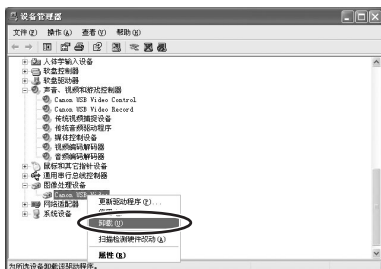 设备管理器
文件(F) 操作(A) 查看(V) 帮助(H)
人体学输入设备
软盘控制器
软盘驱动器
声音、视频和游戏控制器
Canon USB Video Control
Canon USB Video Record
传统视频捕捉设备
传统音频驱动程序
媒体控制设备
视频编码解码器
音频编码解码器
鼠标和其它指针设备
通用串行总线控制器
图像处理设备
Canon USB
网络适配器
系统设备
更新驱动程序(P)...
卸载(U)
扫描检测硬件改动(A)
属性(R)
为所选设备卸载该驱动程序。